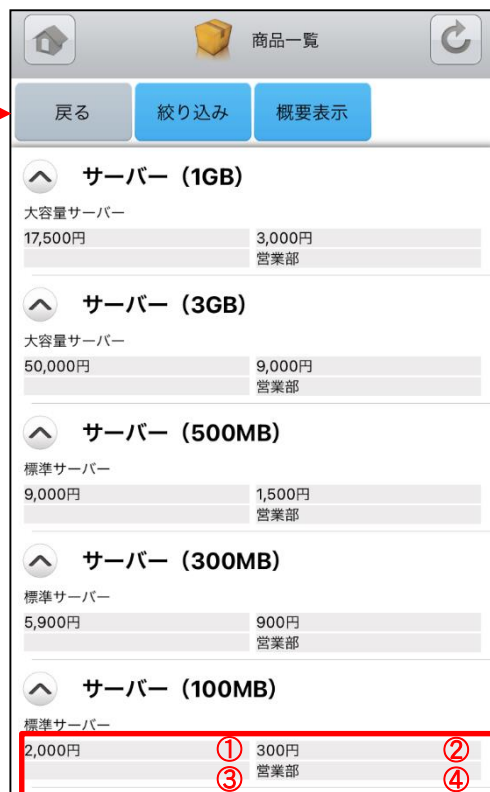 商品一覧
戻る 絞り込み 概要表示
サーバー（1GB）
大容量サーバー
17,500円 3,000円
営業部
サーバー（3GB）
大容量サーバー
50,000円 9,000円
営業部
サーバー（500MB）
標準サーバー
9,000円 1,500円
営業部
サーバー（300MB）
標準サーバー
5,900円 900円
営業部
サーバー（100MB）
標準サーバー
2,000円 ① 300円 ②
③ 営業部 ④